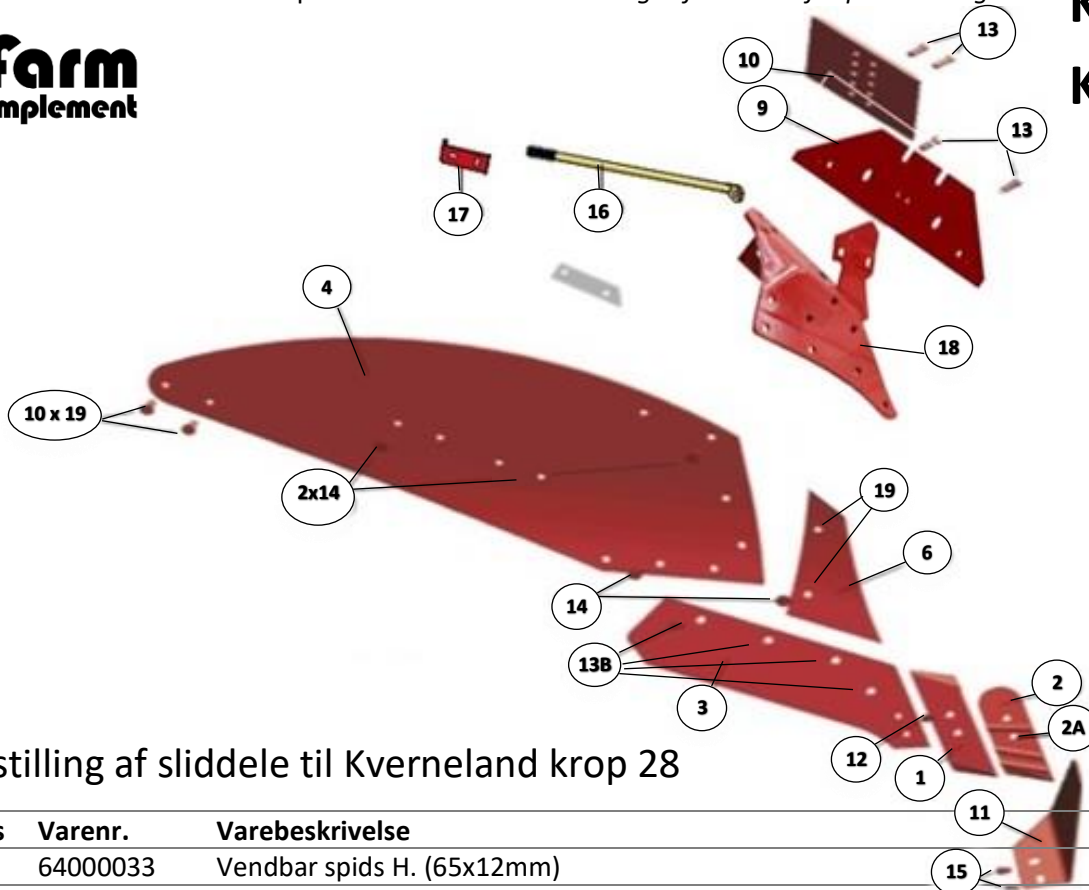 farm
mplement
K
K
13
10
9
13
17
16
4
18
10 x 19
2x14
19
6
14
13B
3
2
2A
12
1
stilling af sliddele til Kverneland krop 28
11
s Varenr. Varebeskrivelse
64000033 Vendbar spids H. (65x12mm)
15